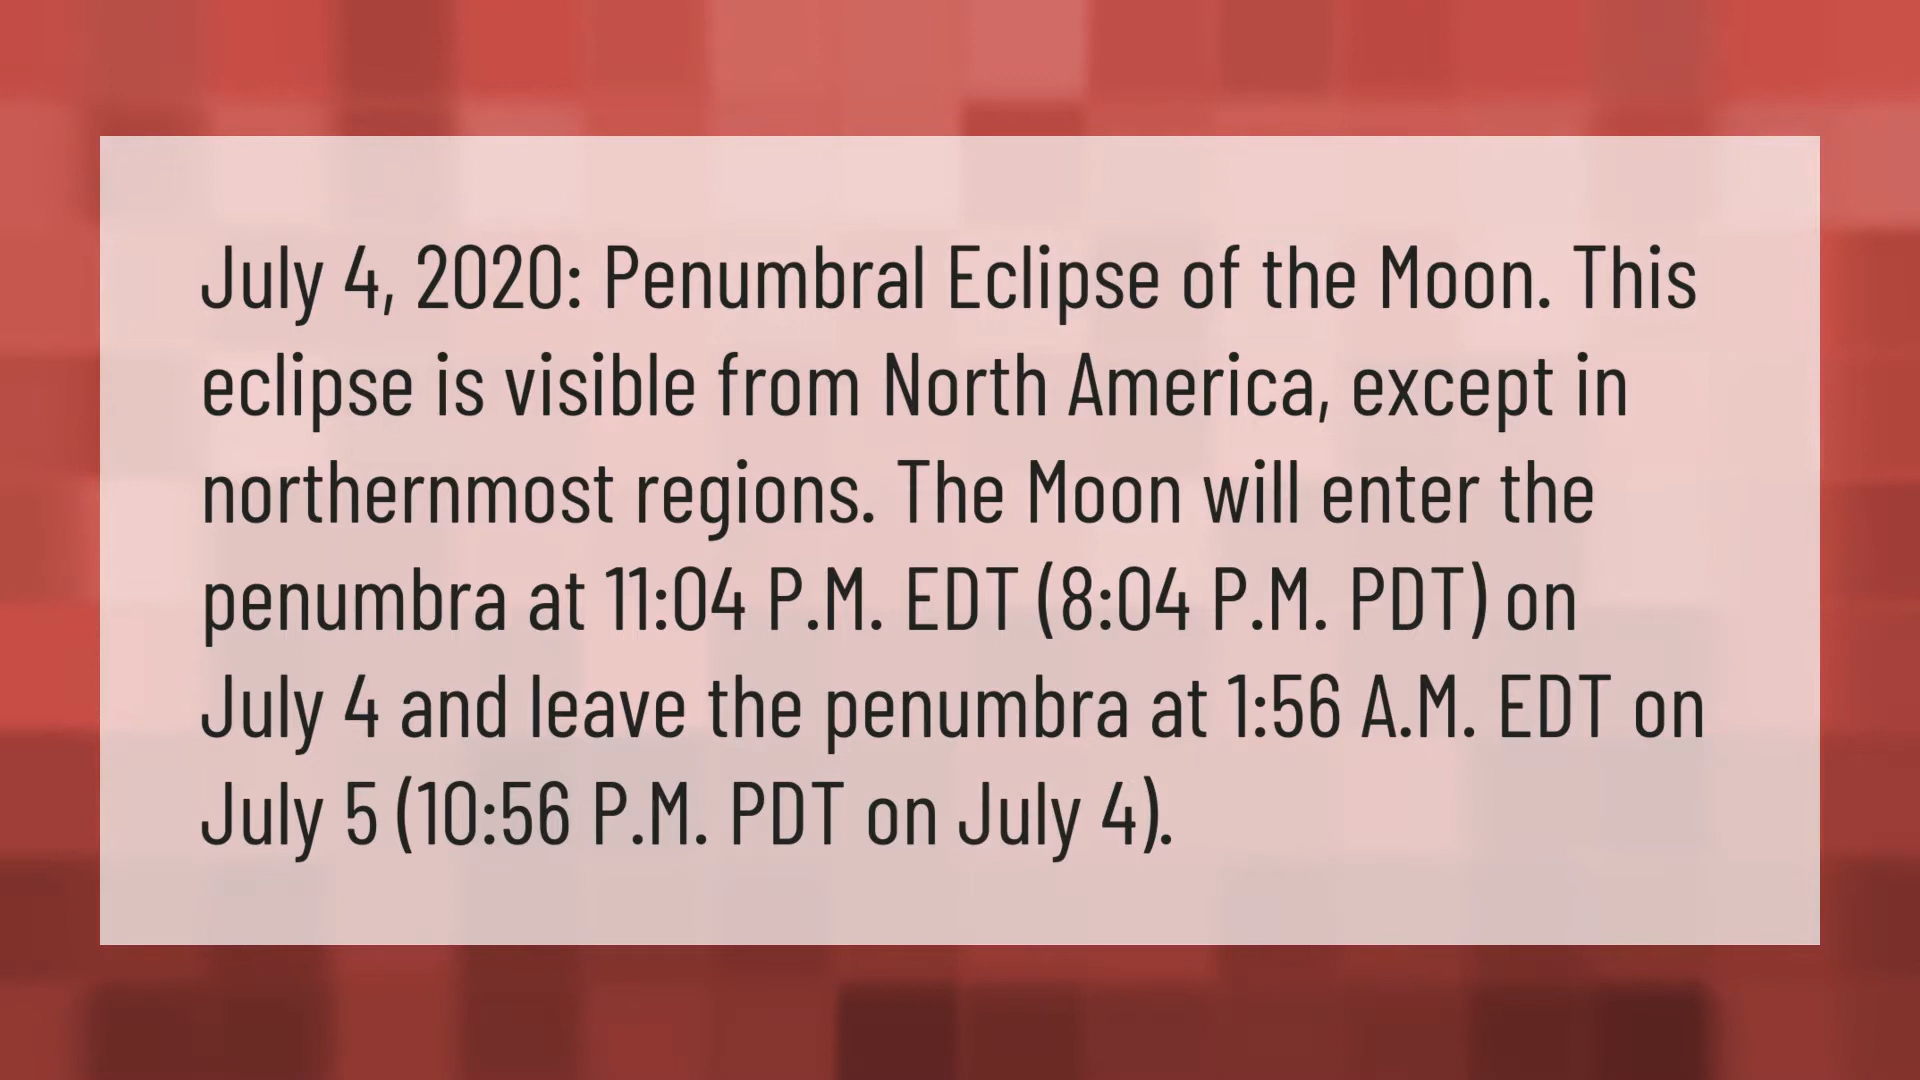 July 4, 2020: Penumbral Eclipse of the Moon. This
eclipse is visible from North America, except in
northernmost regions. The Moon will enter the
penumbra at 11:04 P.M. EDT (8:04 P.M. PDT) on
July 4 and leave the penumbra at 1:56 A.M. EDT on
July 5 (10:56 P.M. PDT on July 4).